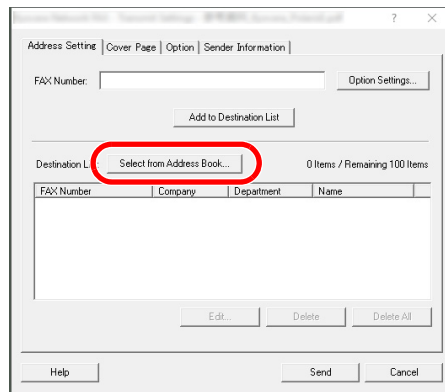 ?
Address Setting Cover Page Option Sender Information
FAX Number: Option Settings...
Add to Destination List
Destination Li Select from Address Book... 0 Items / Remaining 100 Items
FAX Number Company Department Name
Edit... Delete Delete All
Help Send Cancel